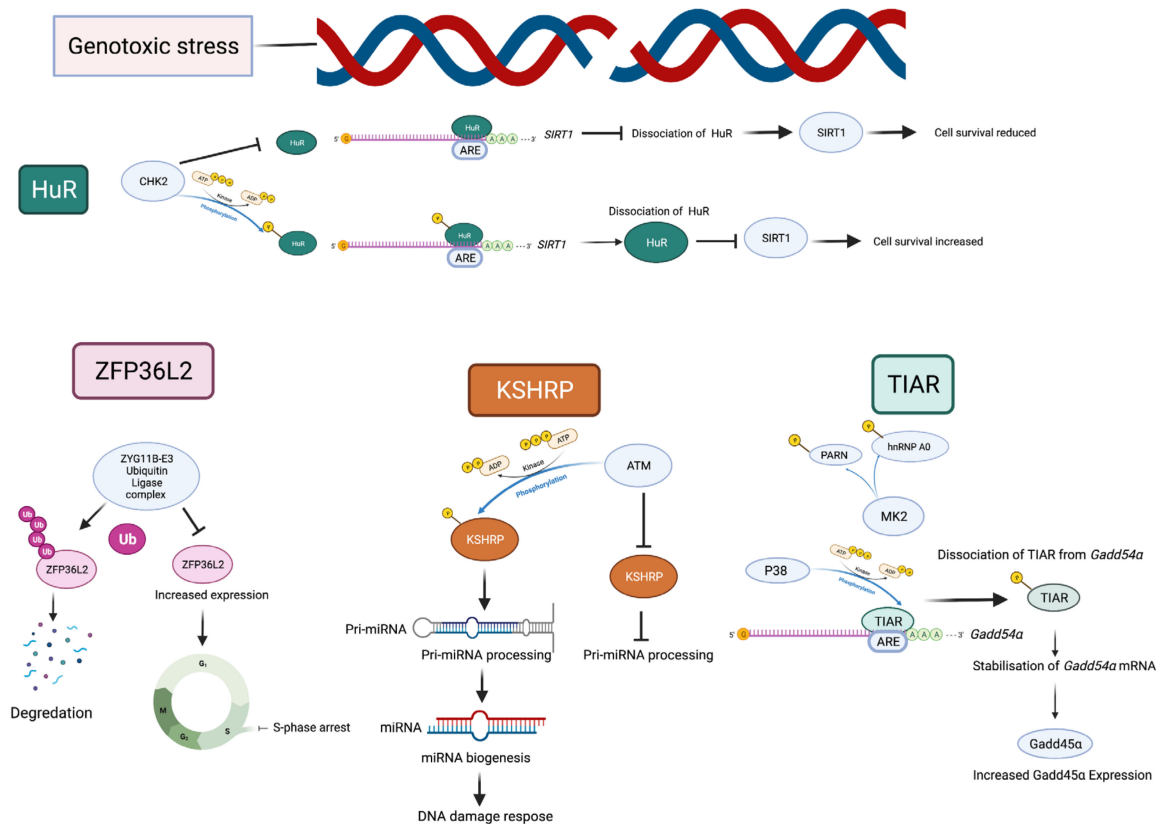 Genotoxic stress
HuR
CHK2
HuR
ATP
P P P
Kinase
ADP
P P
Phosphorylation
P
HuR
5'
G
HuR
ARE
A A A
3'
SIRT1
Dissociation of HuR
SIRT1
Cell survival reduced
5'
G
P
HuR
ARE
A A A
3'
SIRT1
Dissociation of HuR
HuR
SIRT1
Cell survival increased
ZFP36L2
ZYG11B-E3
Ubiquitin
Ligase
complex
Ub
Ub
Ub
Ub
Ub
ZFP36L2
ZFP36L2
Increased expression
Degredation
G₁
M
G₂
S
S-phase arrest
KSHRP
P P P
ATP
P P
ADP
Kinase
Phosphorylation
ATM
P
KSHRP
KSHRP
Pri-miRNA
Pri-miRNA processing
Pri-miRNA processing
miRNA
miRNA biogenesis
DNA damage respose
TIAR
P
PARN
P
hnRNP A0
MK2
P38
ATP
P P P
Kinase
ADP
P P
Phosphorylation
Dissociation of TIAR from Gadd54α
P
TIAR
TIAR
ARE
5'
G
A A A
3'
Gadd54α
Stabilisation of Gadd54α mRNA
Gadd45α
Increased Gadd45α Expression